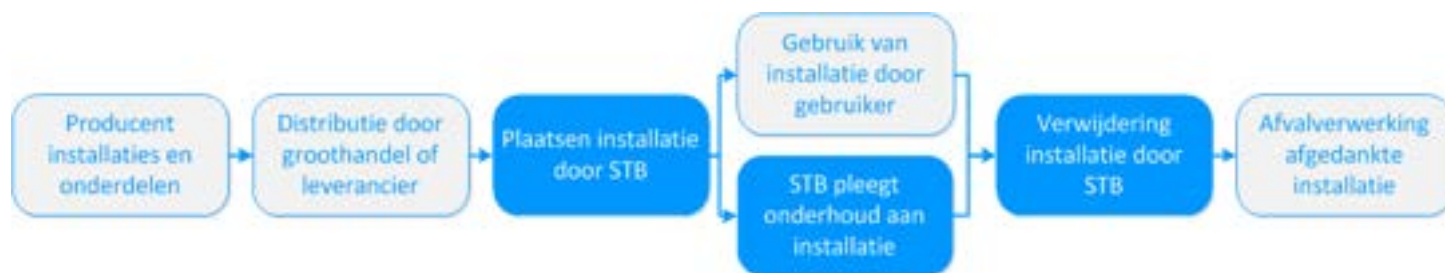 Producent
installaties en
onderdelen
Distributie door
groothandel of
leverancier
Plaatsen installatie
door STB
Gebruik van
installatie door
gebruiker
STB pleegt
onderhoud aan
installatie
Verwijdering
installatie door
STB
Afvalverwerking
afgedankte
installatie